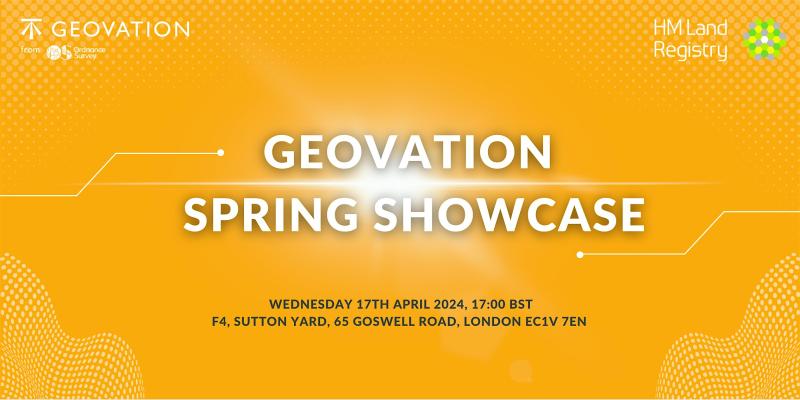 GEOVATION
from OS Ordnance
Survey
HM Land
Registry
GEOVATION
SPRING SHOWCASE
WEDNESDAY 17TH APRIL 2024, 17:00 BST
F4, SUTTON YARD, 65 GOSWELL ROAD, LONDON EC1V 7EN